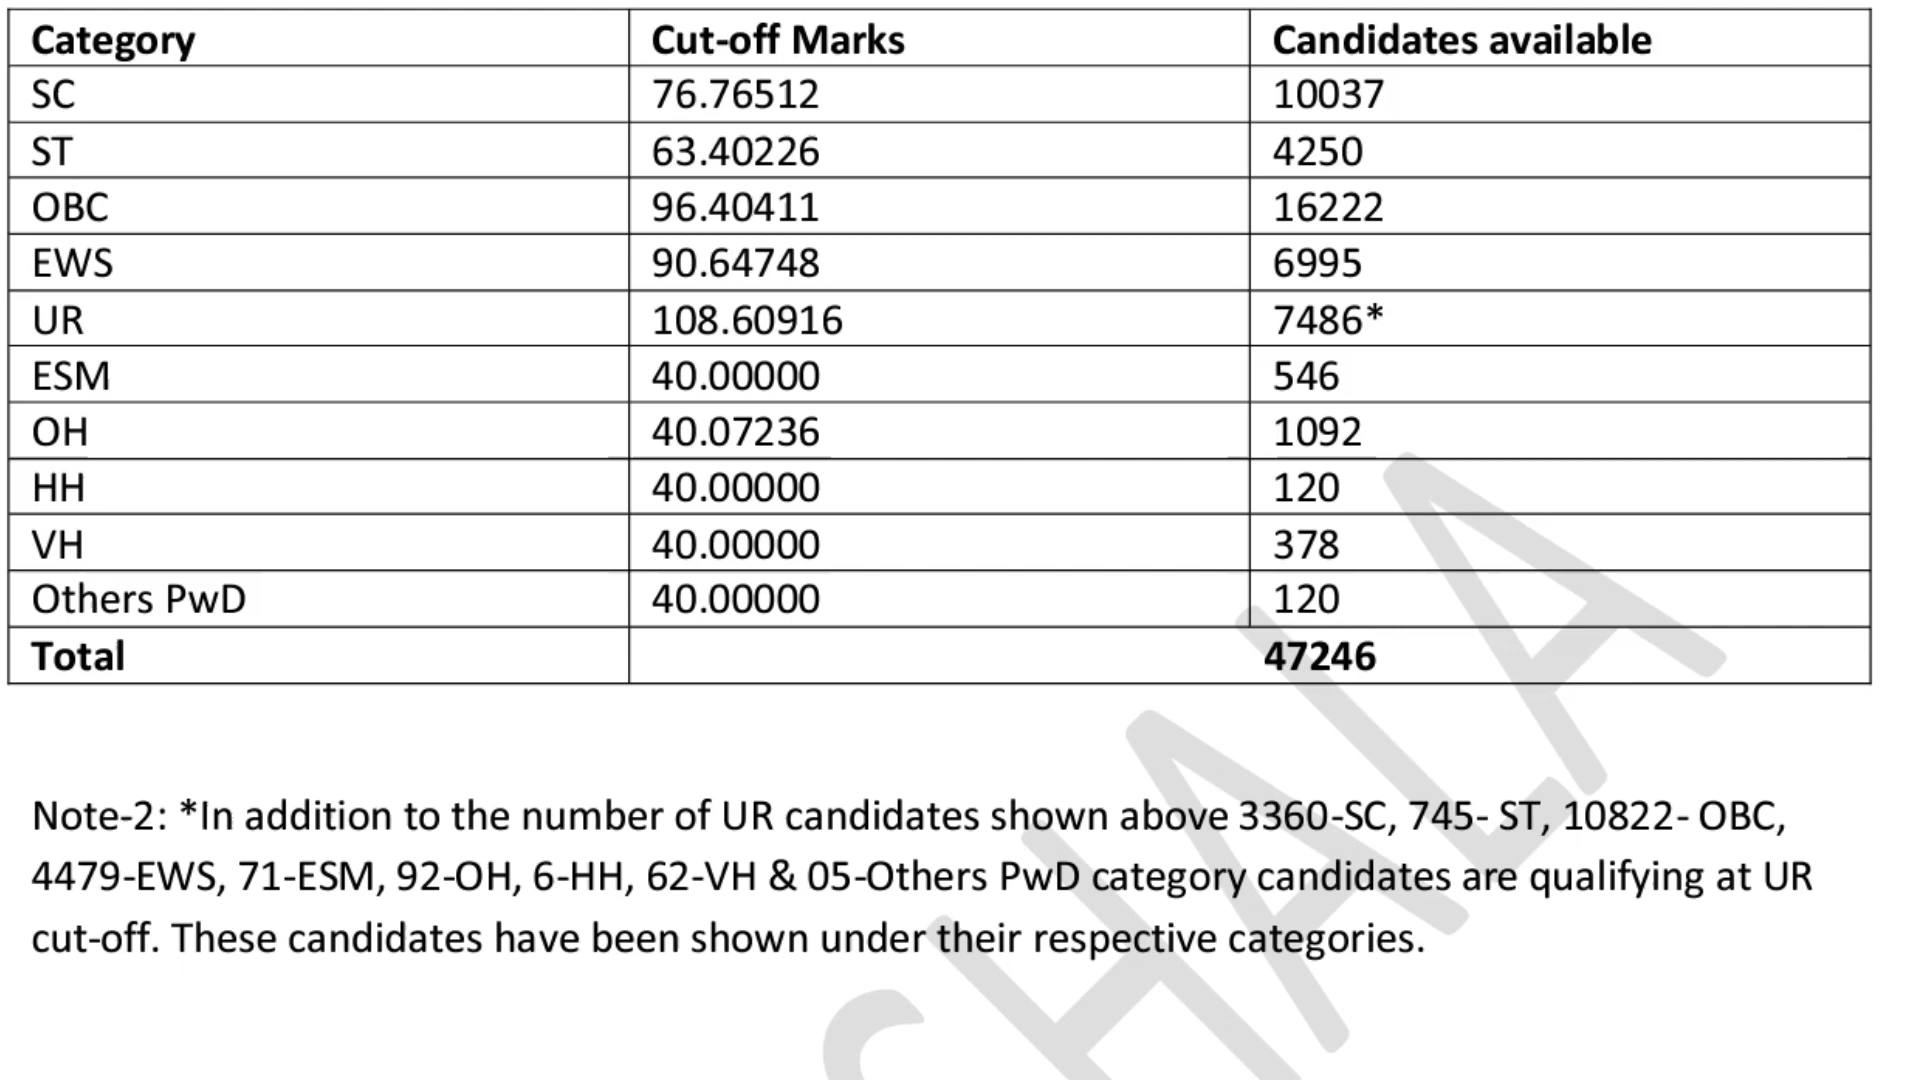 Category Cut-off Marks Candidates available
SC 76.76512 10037
ST 63.40226 4250
OBC 96.40411 16222
EWS 90.64748 6995
UR 108.60916 7486*
ESM 40.00000 546
OH 40.07236 1092
HH 40.00000 120
VH 40.00000 378
Others PwD 40.00000 120
Total 47246
Note-2: *In addition to the number of UR candidates shown above 3360-SC, 745- ST, 10822- OBC,
4479-EWS, 71-ESM, 92-OH, 6-HH, 62-VH & 05-Others PwD category candidates are qualifying at UR
cut-off. These candidates have been shown under their respective categories.
SHALA